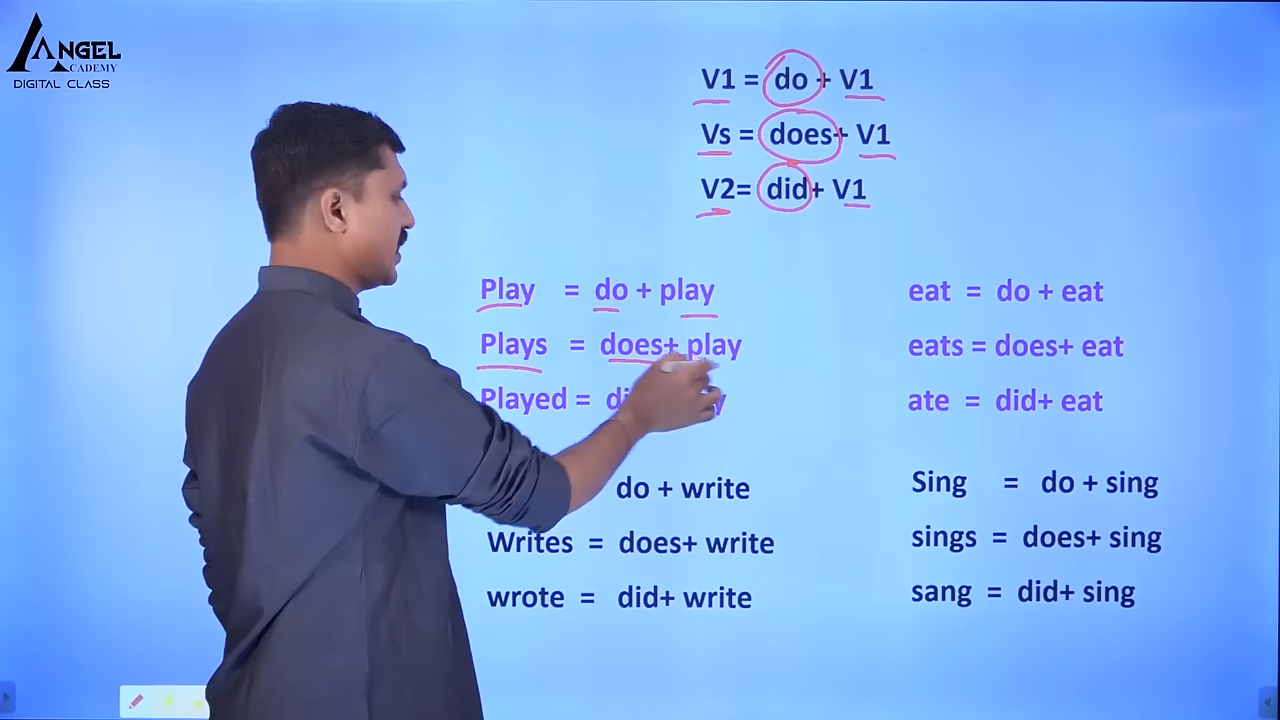 ANGEL
ACADEMY
DIGITAL CLASS
V1 = do + V1
Vs = does+ V1
V2= did+ V1
Play = do + play
Plays = does+ play
Played =
eat = do + eat
eats = does+ eat
ate = did+ eat
do + write
Writes = does+ write
wrote = did+ write
Sing = do + sing
sings = does+ sing
sang = did+ sing